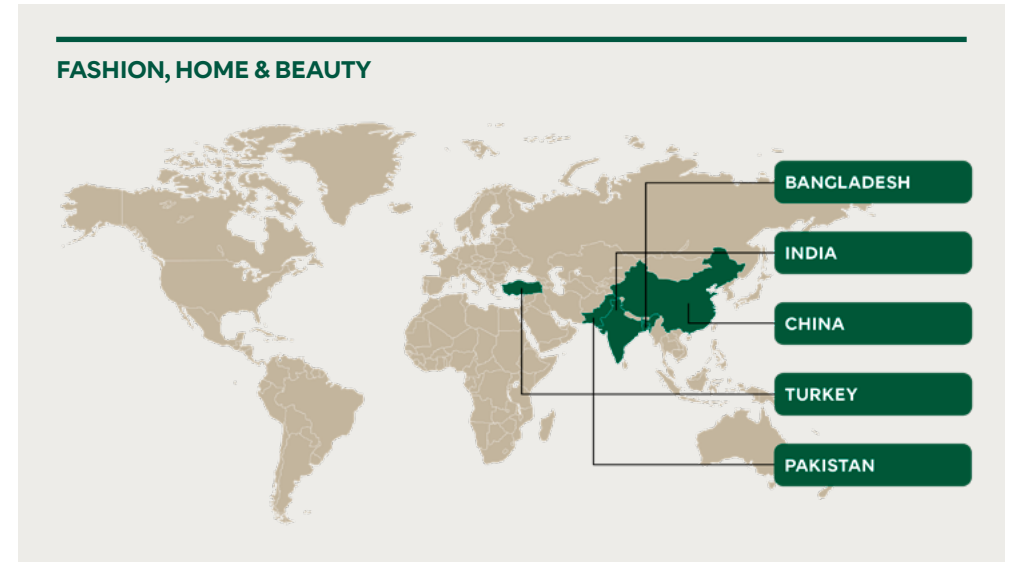 FASHION, HOME & BEAUTY
BANGLADESH
INDIA
CHINA
TURKEY
PAKISTAN